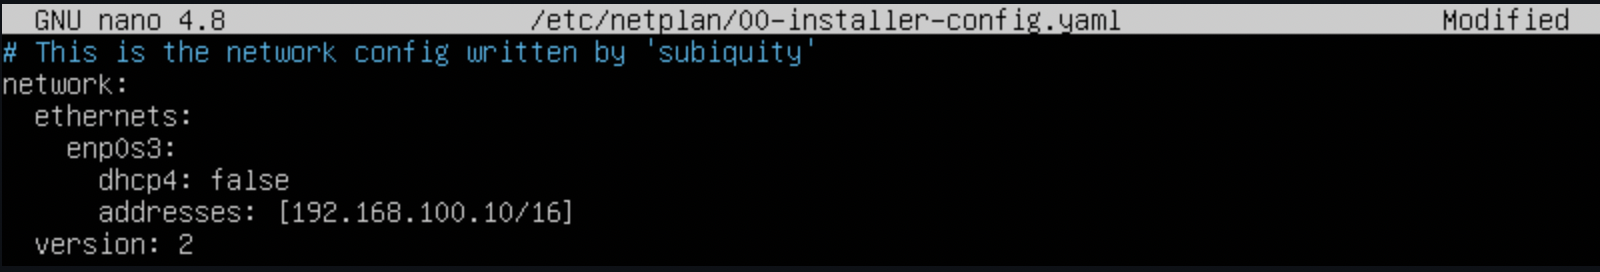 GNU nano 4.8 /etc/netplan/00-installer-config.yaml Modified
# This is the network config written by 'subiquity'
network:
  ethernets:
    enp0s3:
      dhcp4: false
      addresses: [192.168.100.10/16]
  version: 2